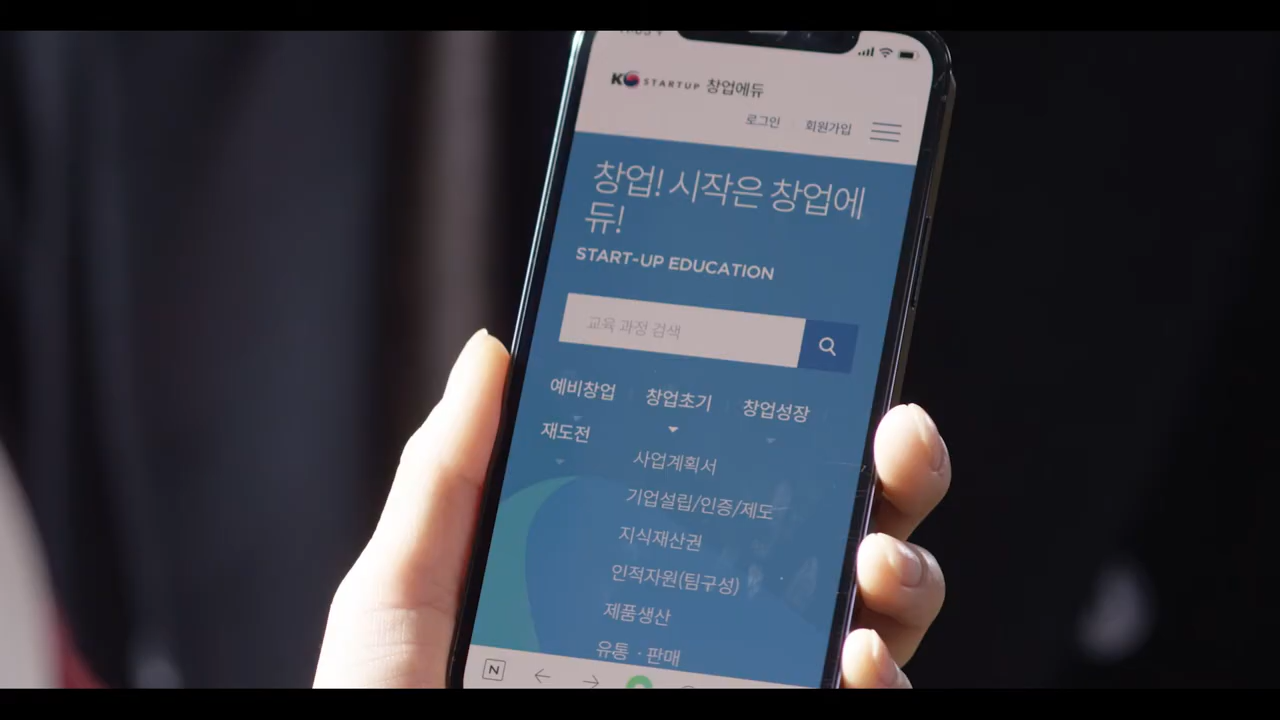 K STARTUP 창업에듀
로그인 회원가입
창업! 시작은 창업에
듀!
START-UP EDUCATION
교육 과정 검색
예비창업 창업초기 창업성장
재도전
사업계획서
기업설립/인증/제도
지식재산권
인적자원(팀구성)
제품생산
유통 · 판매
N